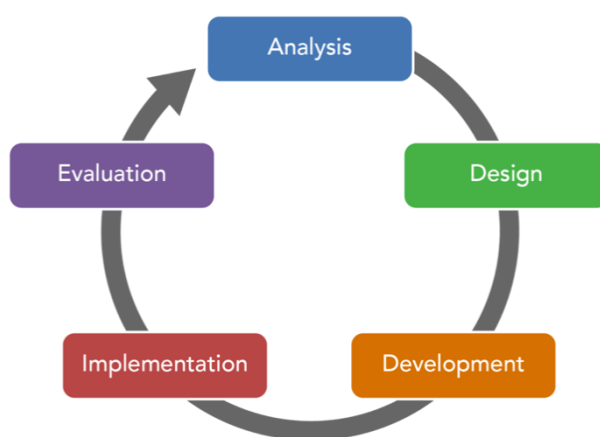 Analysis
Design
Development
Implementation
Evaluation